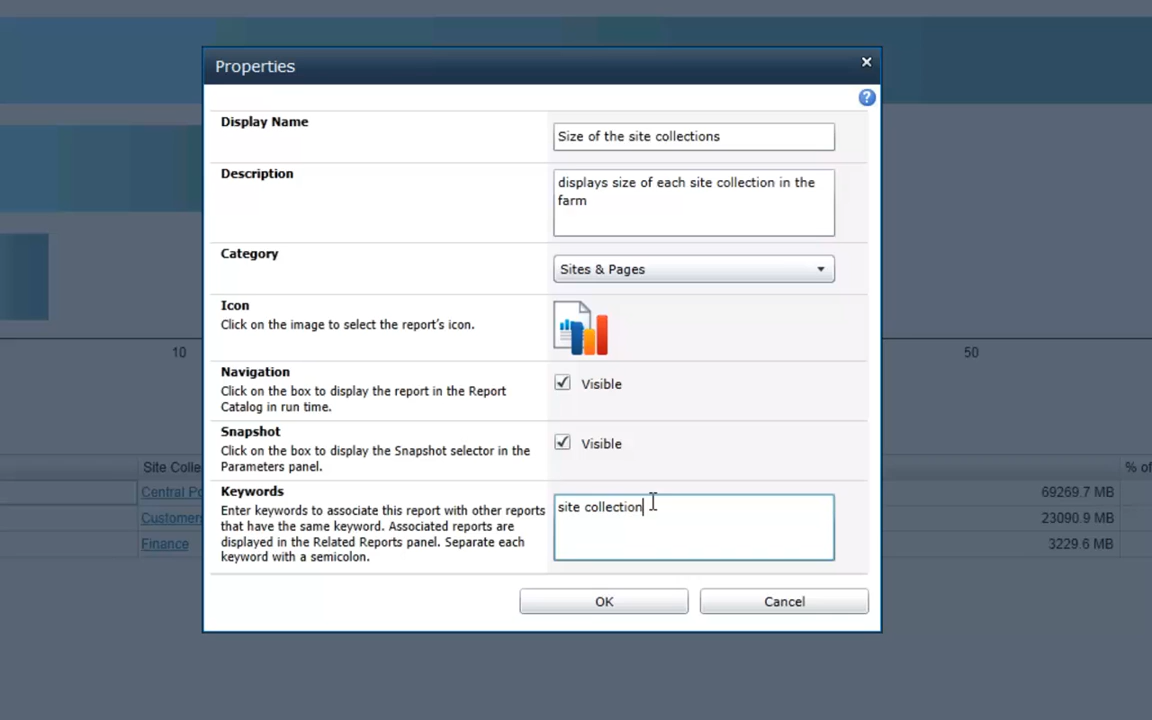 Properties
Display Name
Size of the site collections
Description
displays size of each site collection in the
farm
Category
Sites & Pages
Icon
Click on the image to select the report's icon.
Navigation
Click on the box to display the report in the Report
Catalog in run time.
Visible
Snapshot
Click on the box to display the Snapshot selector in the
Parameters panel.
Visible
Keywords
Enter keywords to associate this report with other reports
that have the same keyword. Associated reports are
displayed in the Related Reports panel. Separate each
keyword with a semicolon.
site collection
OK
Cancel
10
50
Site Colle
% of
Central Po
69269.7 MB
Customers
23090.9 MB
Finance
3229.6 MB